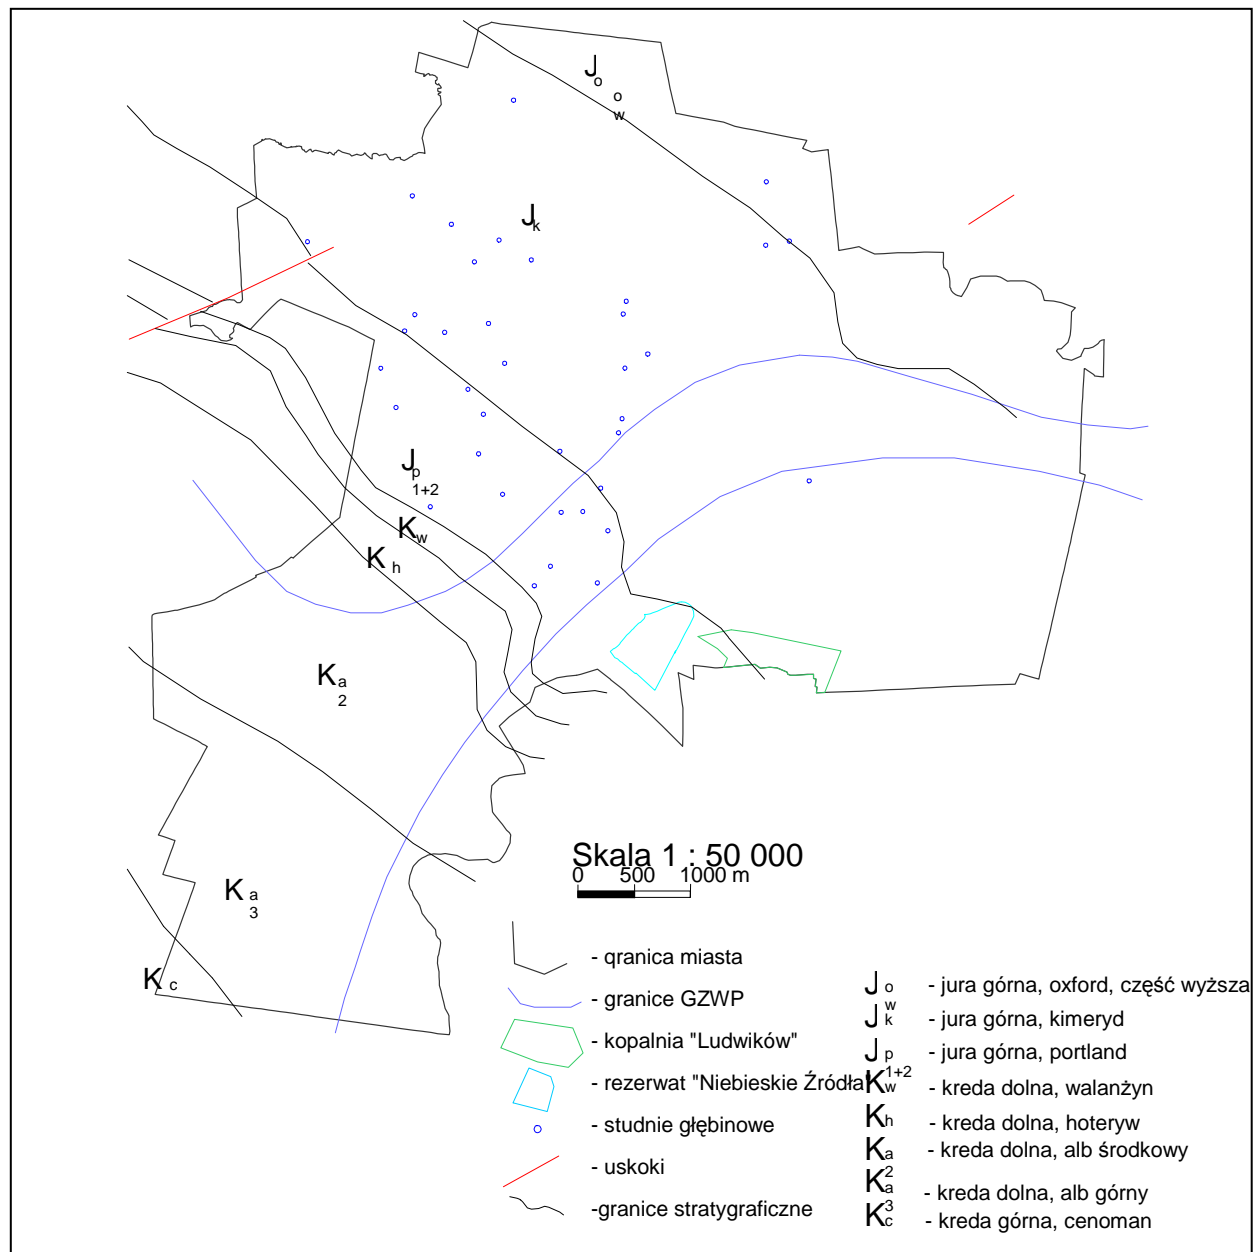 J o
o
w
J k
J p
1+2
K w
K h
K a
2
K a
3
K c
Skala 1 : 50 000
0 500 1000 m
- qranica miasta
- granice GZWP
- kopalnia "Ludwików"
- rezerwat "Niebieskie Źródła"
- studnie głębinowe
- uskoki
-granice stratygraficzne
J o - jura górna, oxford, część wyższa
w
J k - jura górna, kimeryd
J p - jura górna, portland
1+2
K w - kreda dolna, walanżyn
K h - kreda dolna, hoteryw
K a - kreda dolna, alb środkowy
2
K a - kreda dolna, alb górny
3
K c - kreda górna, cenoman